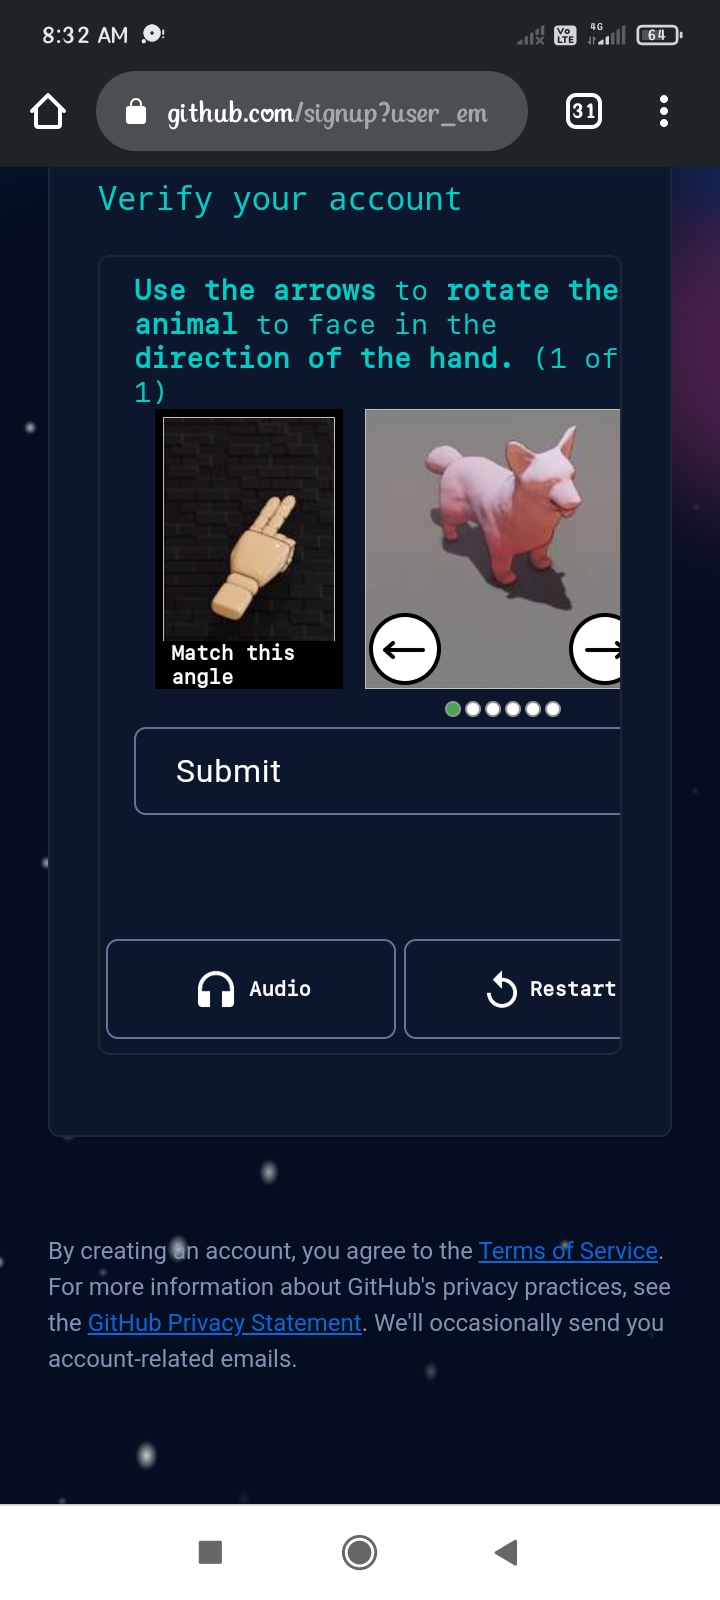 8:32 AM
Vo LTE
4G
64
github.com/signup?user_em
31
Verify your account
Use the arrows to rotate the
animal to face in the
direction of the hand. (1 of
1)
Match this
angle
Submit
Audio
Restart
By creating an account, you agree to the Terms of Service.
For more information about GitHub's privacy practices, see
the GitHub Privacy Statement. We'll occasionally send you
account-related emails.